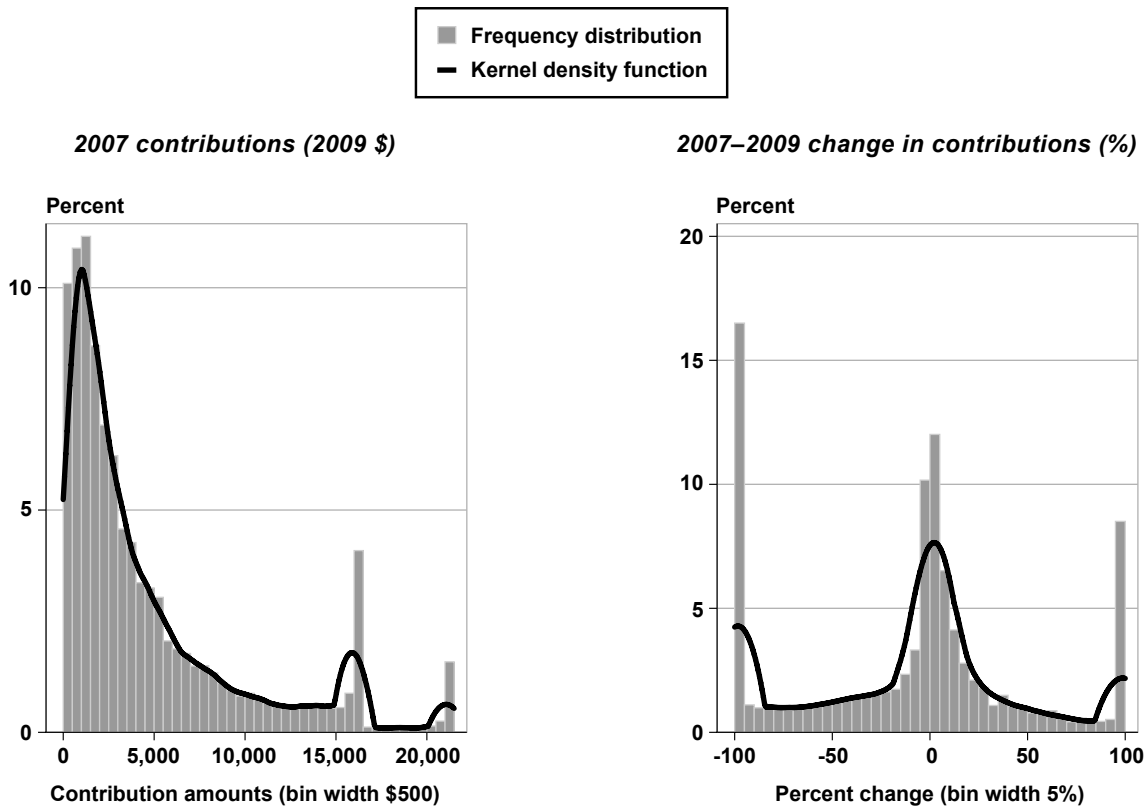 Frequency distribution
Kernel density function
2007 contributions (2009 $)
Percent
10
5
0
0 5,000 10,000 15,000 20,000
Contribution amounts (bin width $500)
2007–2009 change in contributions (%)
Percent
20
15
10
5
0
-100 -50 0 50 100
Percent change (bin width 5%)